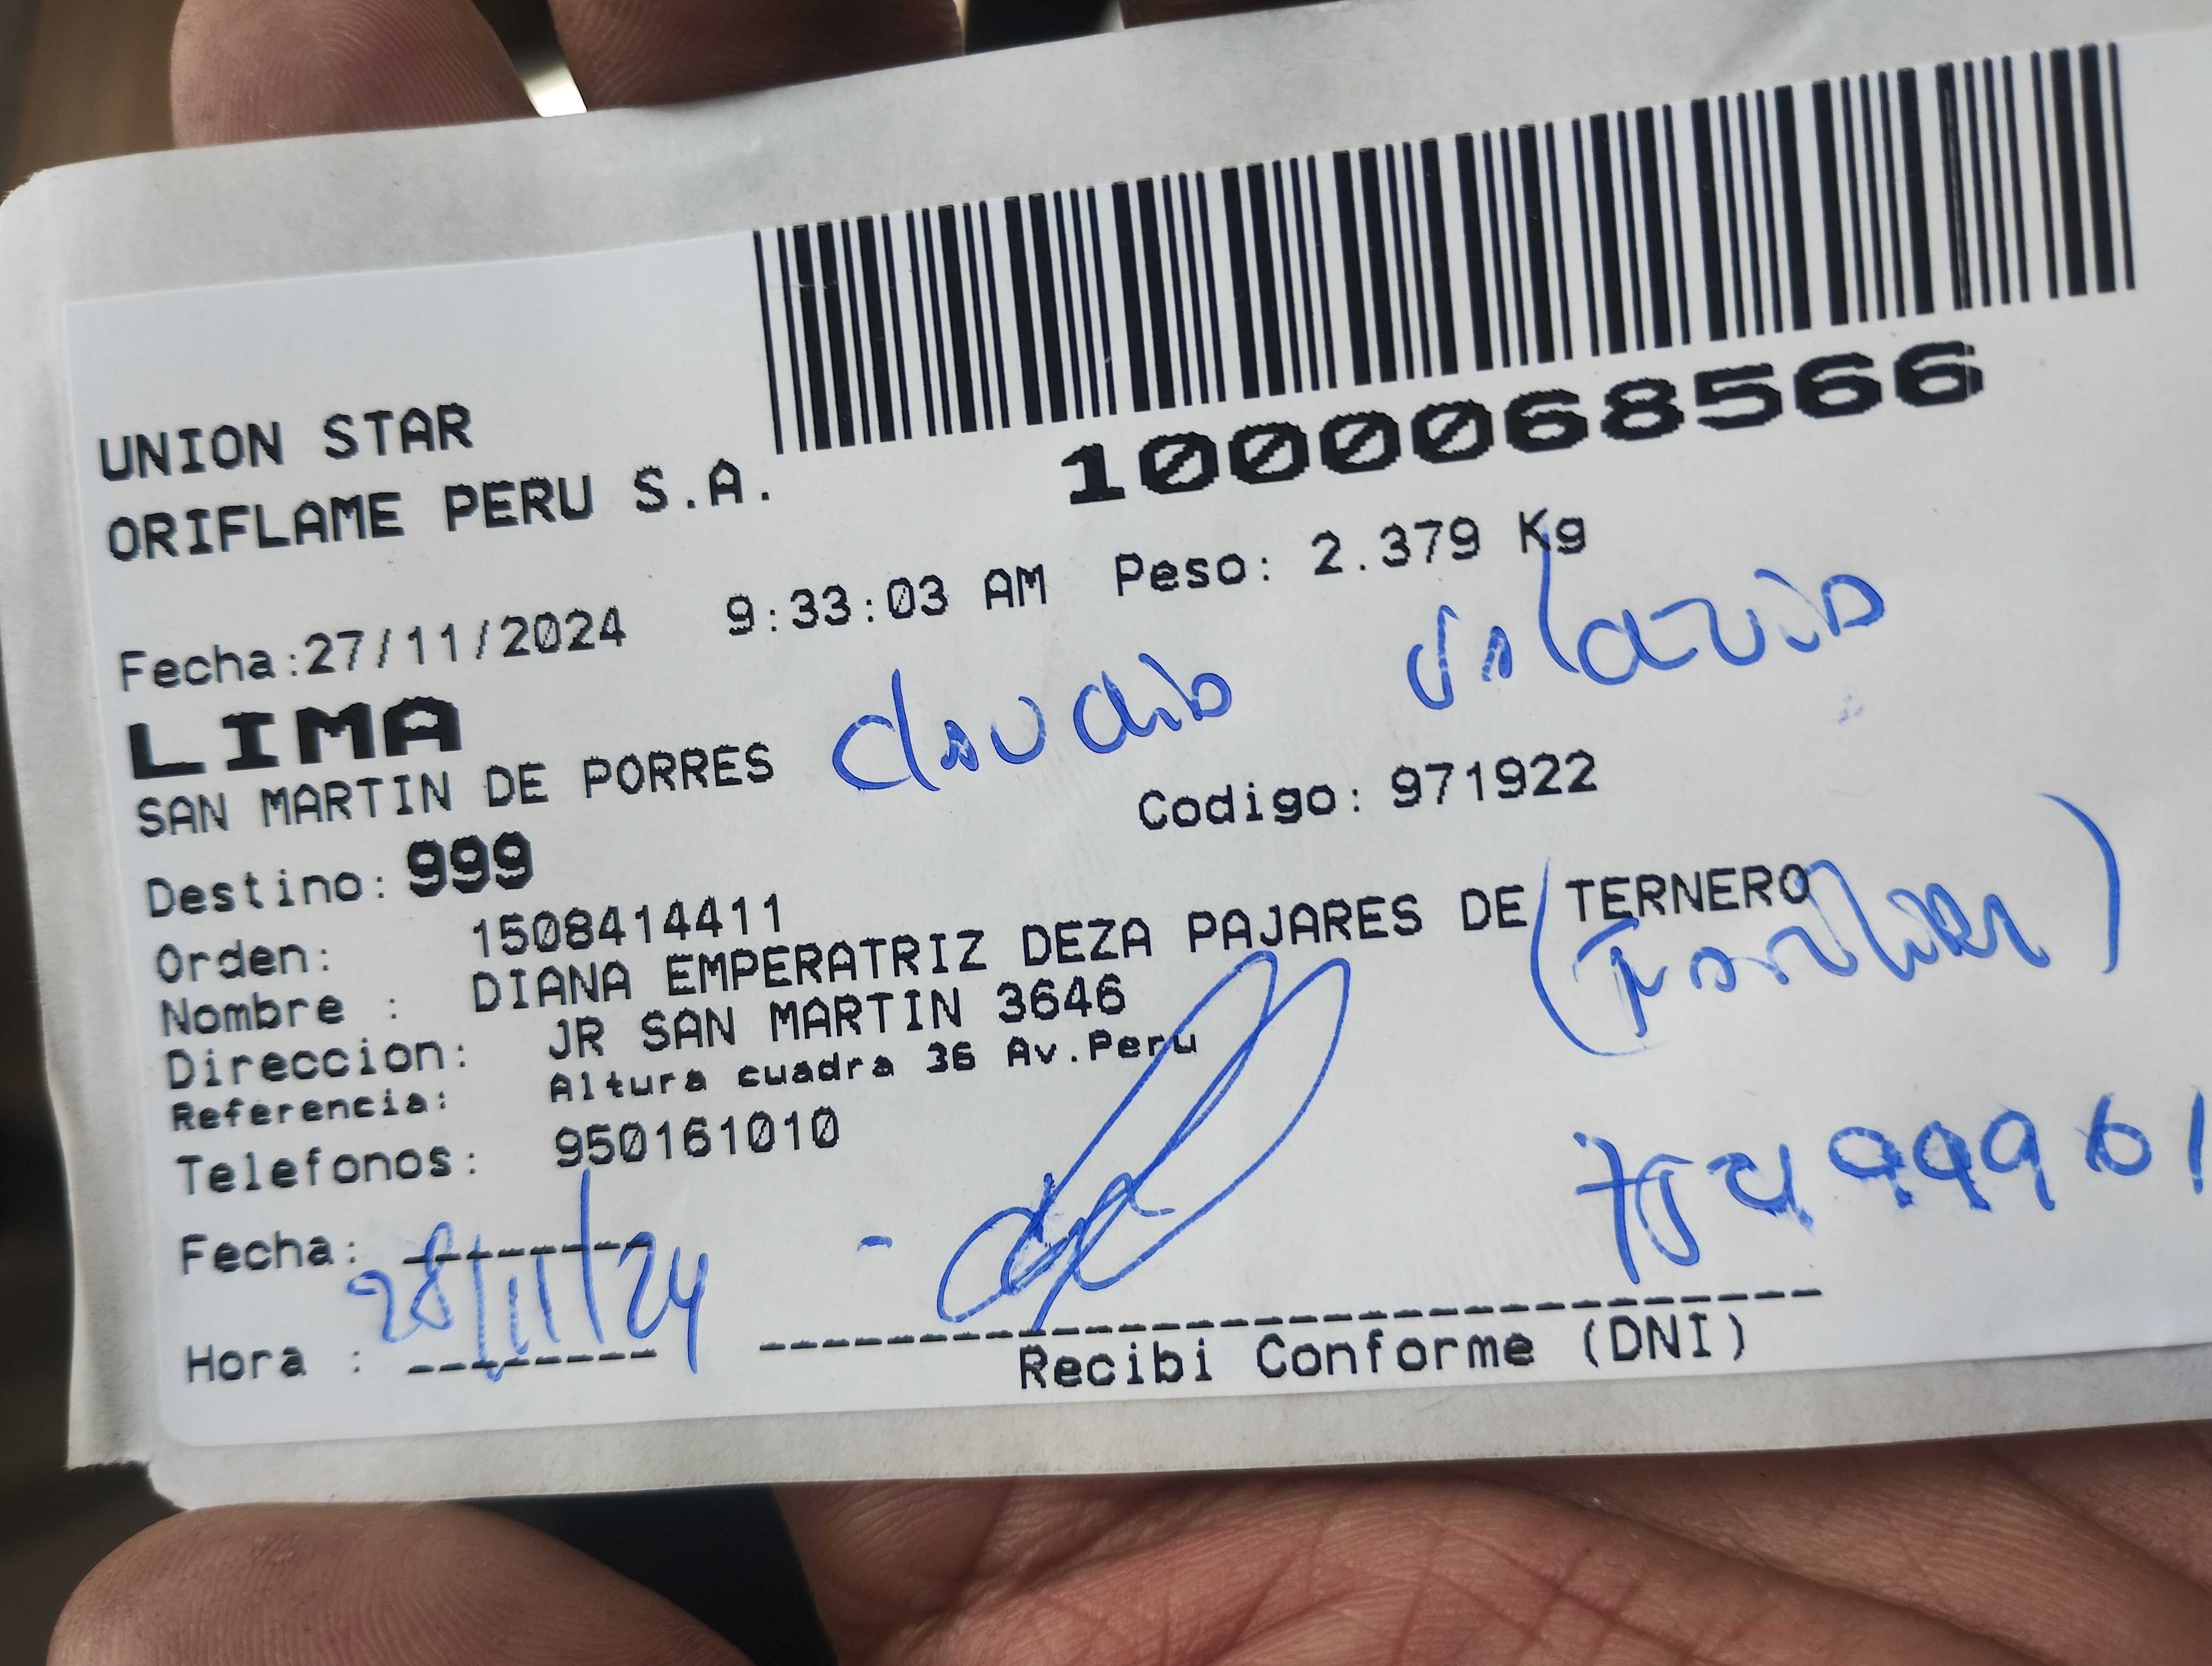 1000068566
UNION STAR
ORIFLAME PERU S.A.
Fecha:27/11/2024 9:33:03 AM Peso: 2.379 Kg
LIMA
SAN MARTIN DE PORRES
Claudio
Codigo: 971922
Destino: 999
Orden: 1508414411
Nombre : DIANA EMPERATRIZ DEZA PAJARES DE TERNERO
Direccion: JR SAN MARTIN 3646
Referencia: Altura cuadra 36 Av.Peru
Telefonos: 950161010
Fecha: 28/11/24
Hora :
Recibi Conforme (DNI)